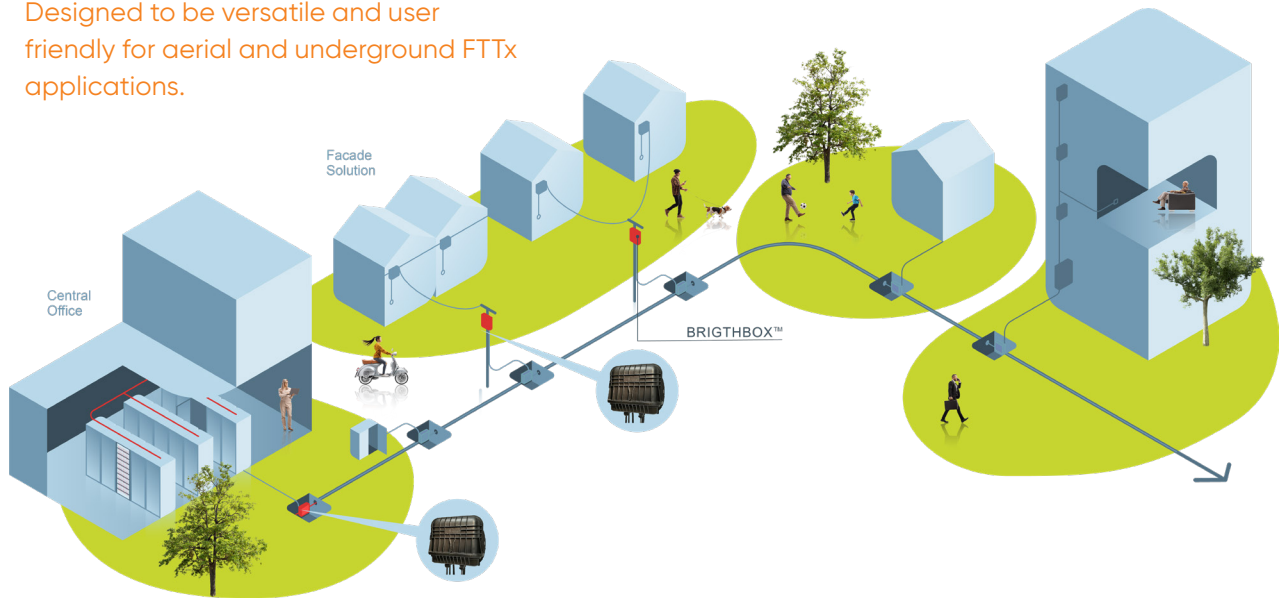 Designed to be versatile and user
friendly for aerial and underground FTTx
applications.
Facade
Solution
Central
Office
BRIGTHBOX™